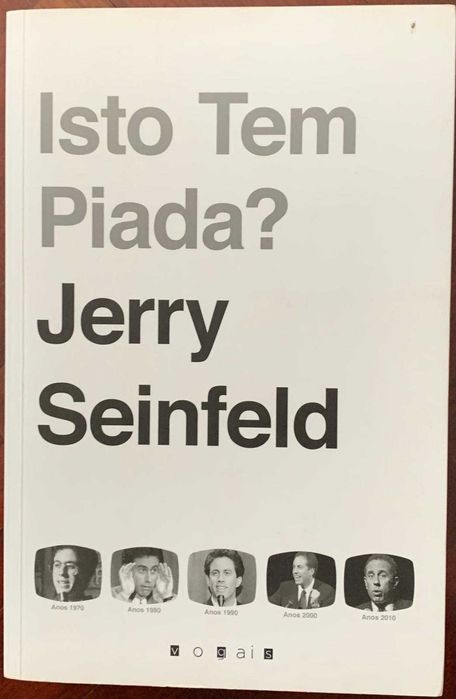 Isto Tem
Piada?
Jerry
Seinfeld
Anos 1970 Anos 1980 Anos 1990 Anos 2000 Anos 2010
vogais